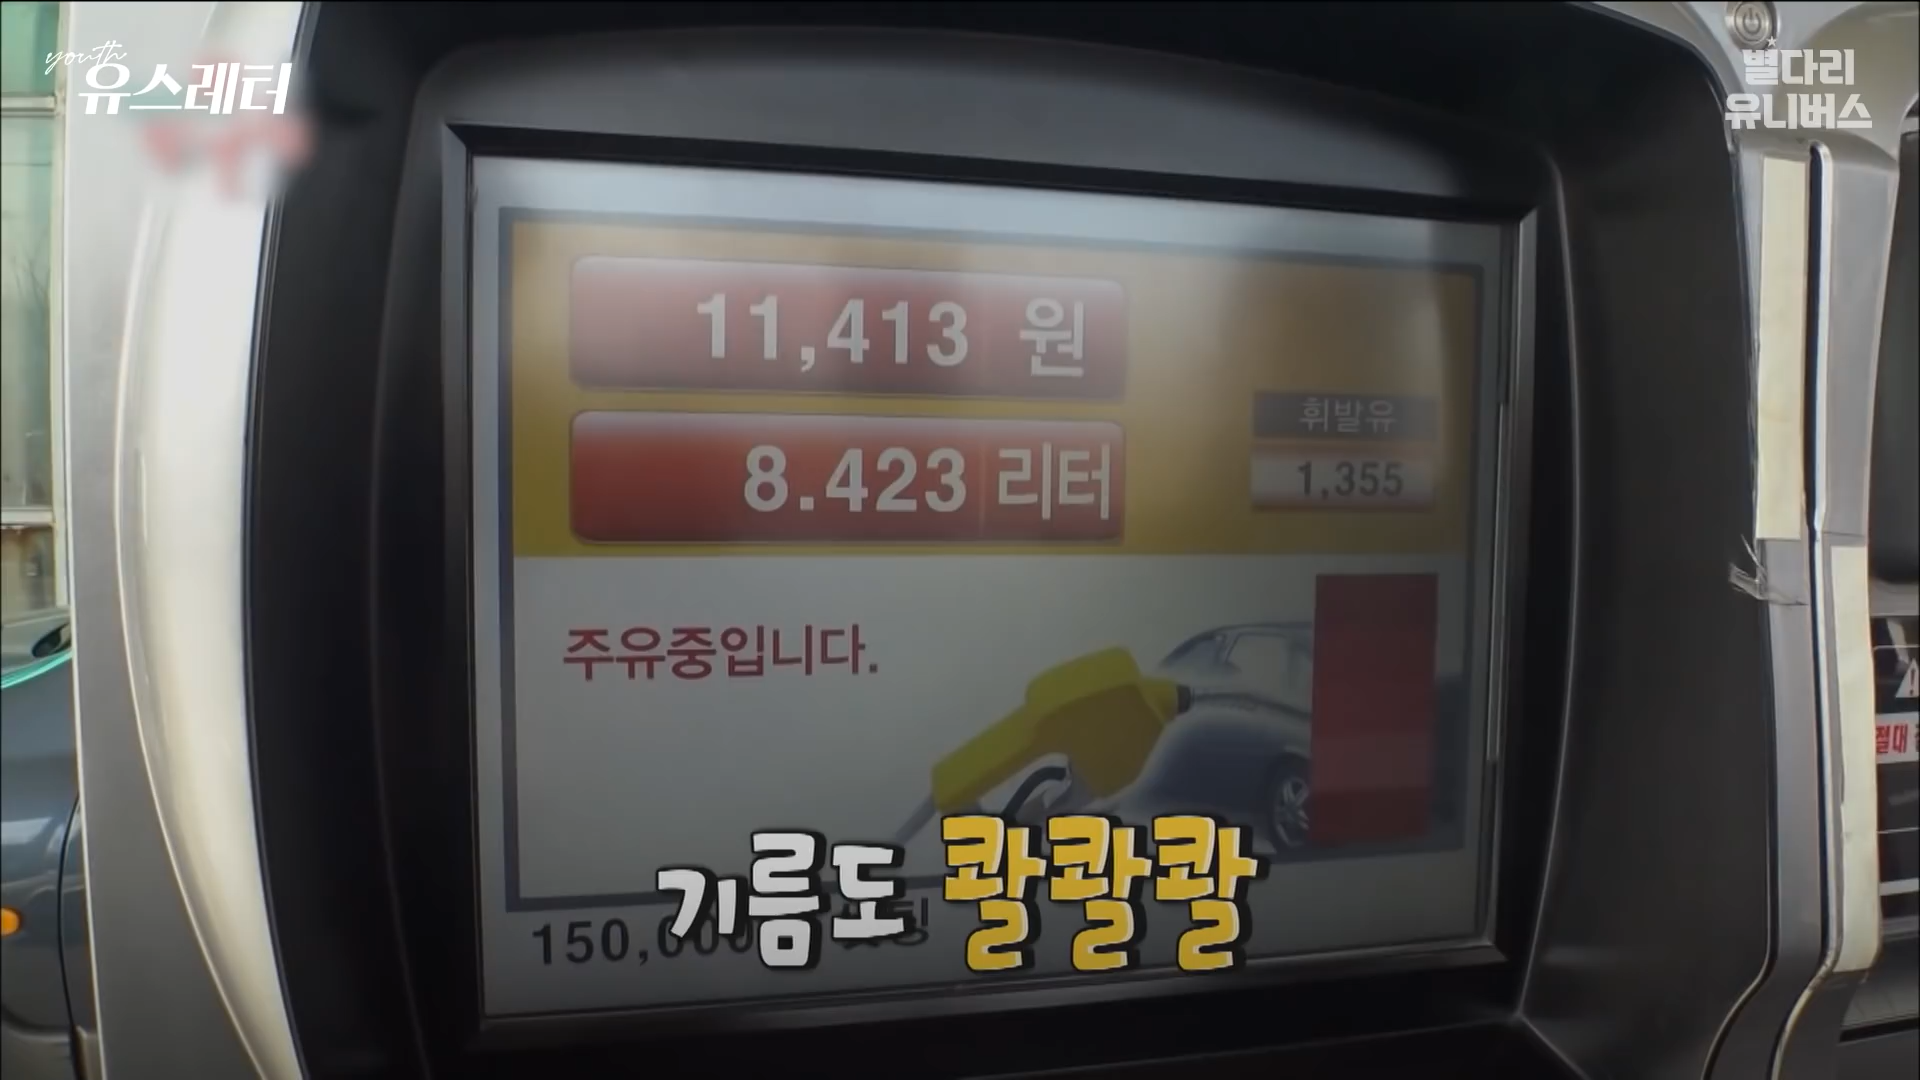 youth
유스레터
별다리
유니버스
11,413 원
8.423 리터
휘발유
1,355
주유중입니다.
절대
기름도 콸콸콸
150,000